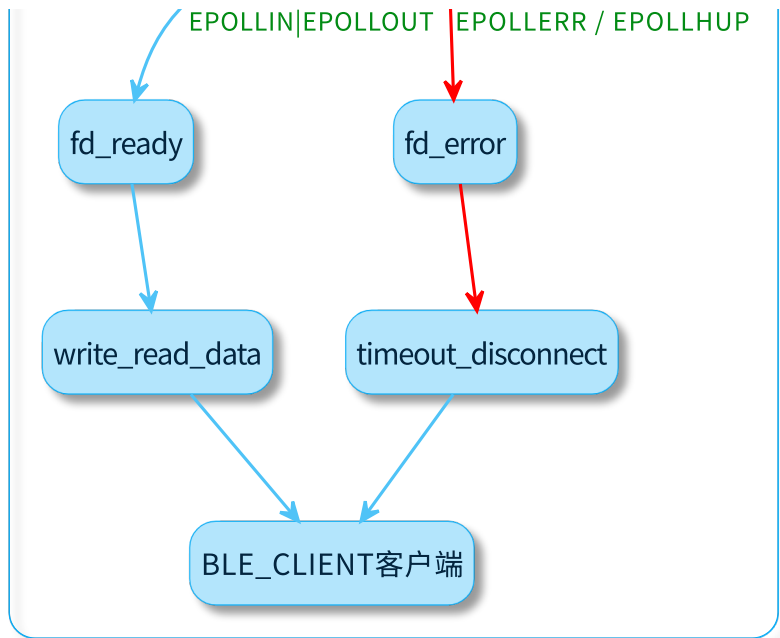 EPOLLIN|EPOLLOUT
EPOLLERR / EPOLLHUP
fd_ready
fd_error
write_read_data
timeout_disconnect
BLE_CLIENT客户端